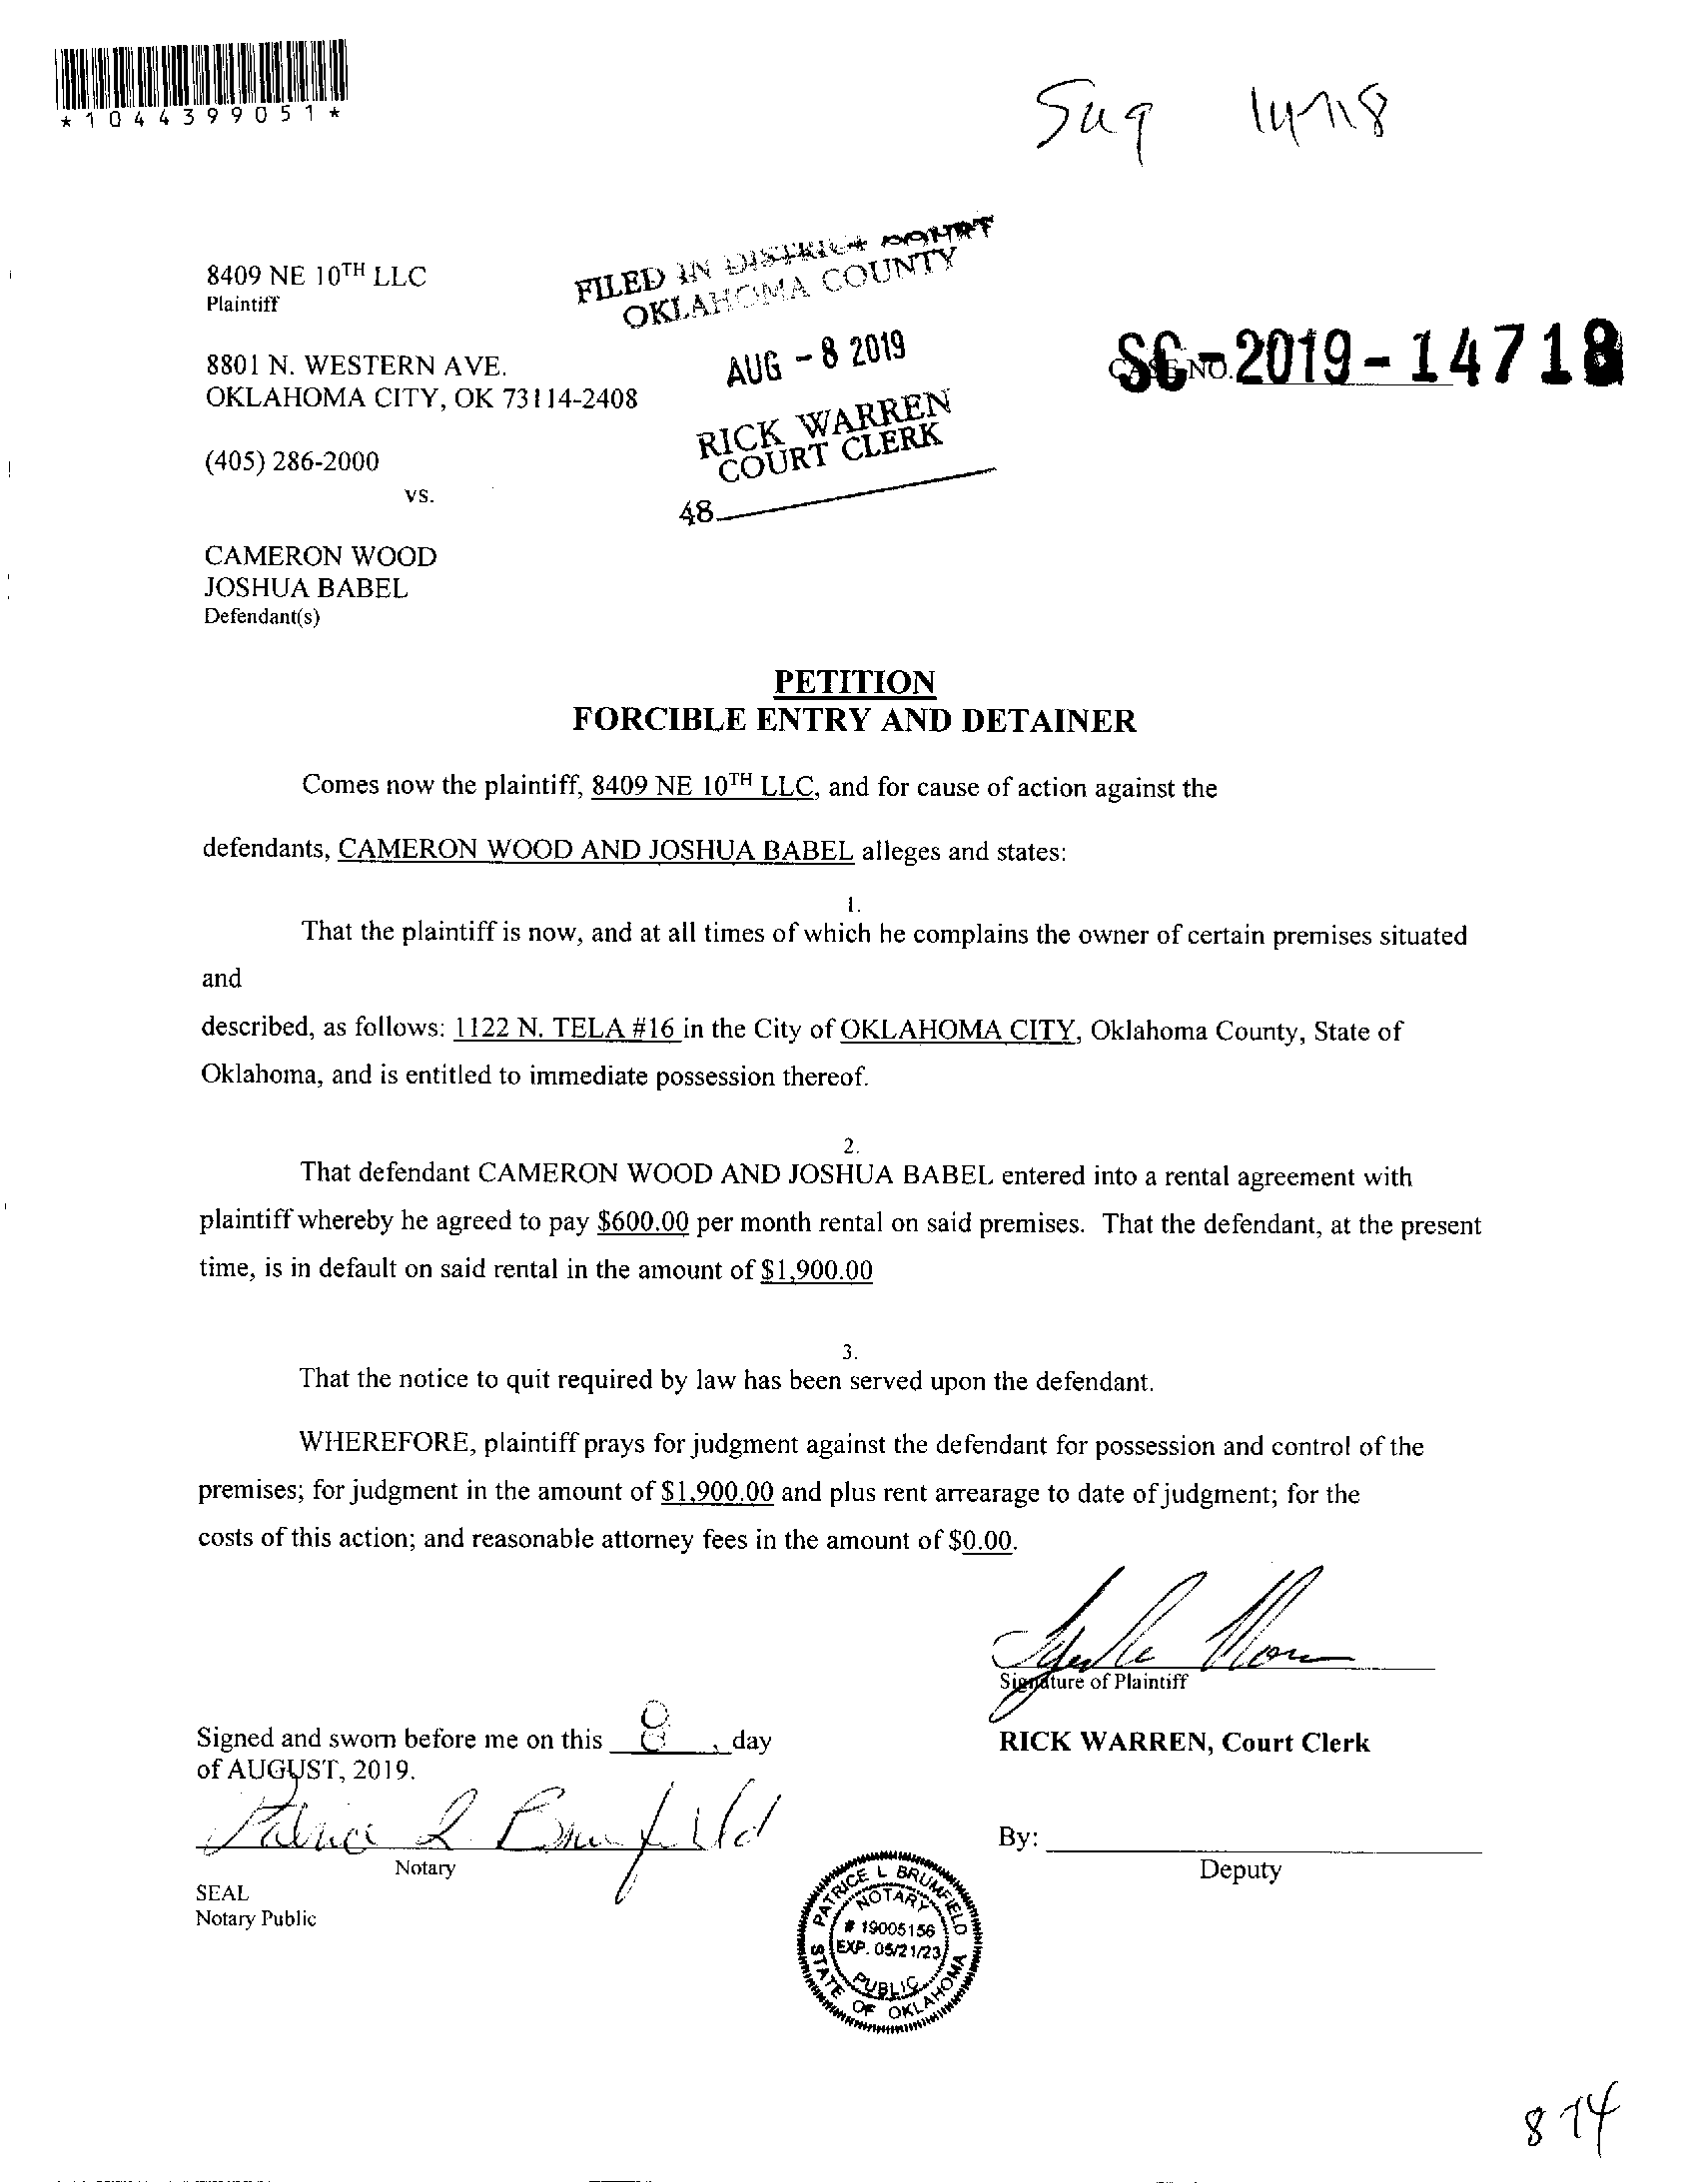 *1044399051*
8409 NE 10TH LLC
Plaintiff
8801 N. WESTERN AVE.
OKLAHOMA CITY, OK 73114-2408
(405) 286-2000
vs.
CAMERON WOOD
JOSHUA BABEL
Defendant(s)
FILED IN DISTRICT COURT
OKLAHOMA COUNTY
AUG - 8 2019
RICK WARREN
COURT CLERK
48
CASE NO. SC-2019-14718
PETITION
FORCIBLE ENTRY AND DETAINER
Comes now the plaintiff, 8409 NE 10TH LLC, and for cause of action against the
defendants, CAMERON WOOD AND JOSHUA BABEL alleges and states:
1.
That the plaintiff is now, and at all times of which he complains the owner of certain premises situated
and
described, as follows: 1122 N. TELA #16 in the City of OKLAHOMA CITY, Oklahoma County, State of
Oklahoma, and is entitled to immediate possession thereof.
2.
That defendant CAMERON WOOD AND JOSHUA BABEL entered into a rental agreement with
plaintiff whereby he agreed to pay $600.00 per month rental on said premises. That the defendant, at the present
time, is in default on said rental in the amount of $1,900.00
3.
That the notice to quit required by law has been served upon the defendant.
WHEREFORE, plaintiff prays for judgment against the defendant for possession and control of the
premises; for judgment in the amount of $1,900.00 and plus rent arrearage to date of judgment; for the
costs of this action; and reasonable attorney fees in the amount of $0.00.
Signature of Plaintiff
Signed and sworn before me on this 8, day
of AUGUST, 2019.
RICK WARREN, Court Clerk
Patrice L Brumfield
Notary
SEAL
Notary Public
By:
Deputy
PATRICE L BRUMFIELD
NOTARY
# 19005156
EXP. 05/21/23
PUBLIC
STATE OF OKLAHOMA